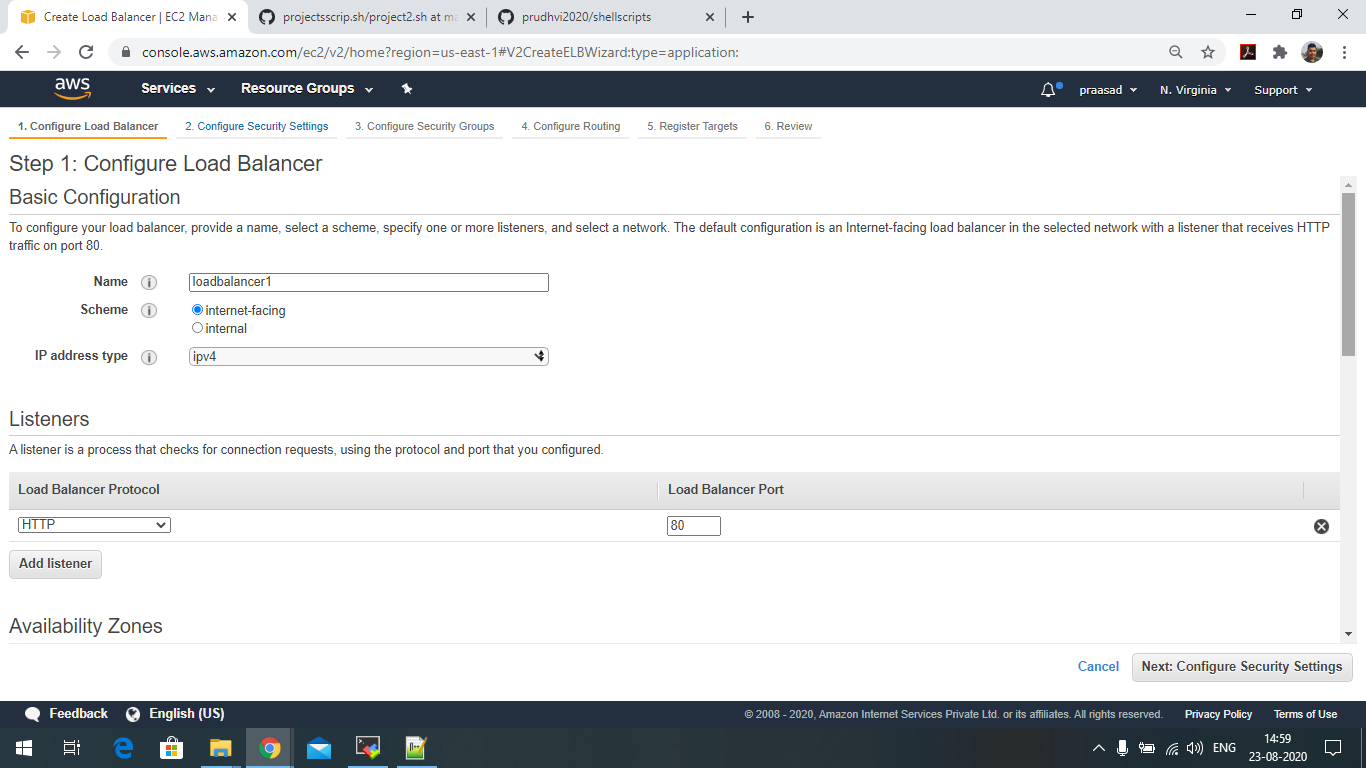 Create Load Balancer | EC2 Mana
projectsscrip.sh/project2.sh at ma
prudhvi2020/shellscripts
console.aws.amazon.com/ec2/v2/home?region=us-east-1#V2CreateELBWizard:type=application:
aws
Services
Resource Groups
praasad
N. Virginia
Support
1. Configure Load Balancer
2. Configure Security Settings
3. Configure Security Groups
4. Configure Routing
5. Register Targets
6. Review
Step 1: Configure Load Balancer
Basic Configuration
To configure your load balancer, provide a name, select a scheme, specify one or more listeners, and select a network. The default configuration is an Internet-facing load balancer in the selected network with a listener that receives HTTP
traffic on port 80.
Name
loadbalancer1
Scheme
internet-facing
internal
IP address type
ipv4
Listeners
A listener is a process that checks for connection requests, using the protocol and port that you configured.
Load Balancer Protocol
Load Balancer Port
HTTP
80
Add listener
Availability Zones
Cancel
Next: Configure Security Settings
Feedback
English (US)
© 2008 - 2020, Amazon Internet Services Private Ltd. or its affiliates. All rights reserved.
Privacy Policy
Terms of Use
ENG
14:59
23-08-2020